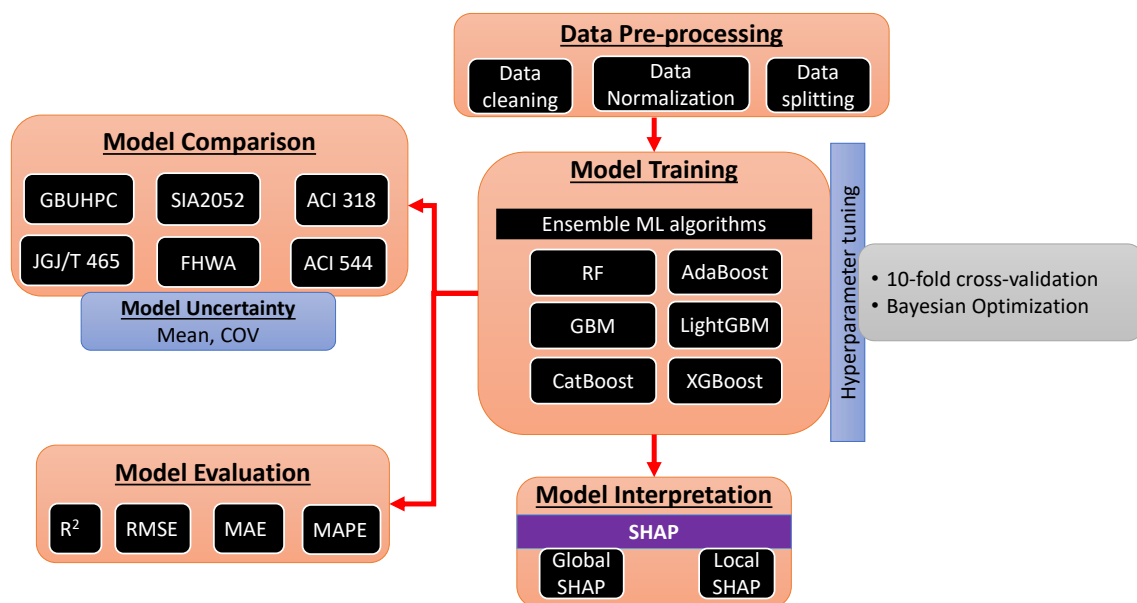 Data Pre-processing
Data
cleaning
Data
Normalization
Data
splitting
Model Comparison
GBUHPC
SIA2052
ACI 318
JGJ/T 465
FHWA
ACI 544
Model Uncertainty
Mean, COV
Model Training
Ensemble ML algorithms
RF
AdaBoost
GBM
LightGBM
CatBoost
XGBoost
Hyperparameter tuning
• 10-fold cross-validation
• Bayesian Optimization
Model Evaluation
R²
RMSE
MAE
MAPE
Model Interpretation
SHAP
Global
SHAP
Local
SHAP